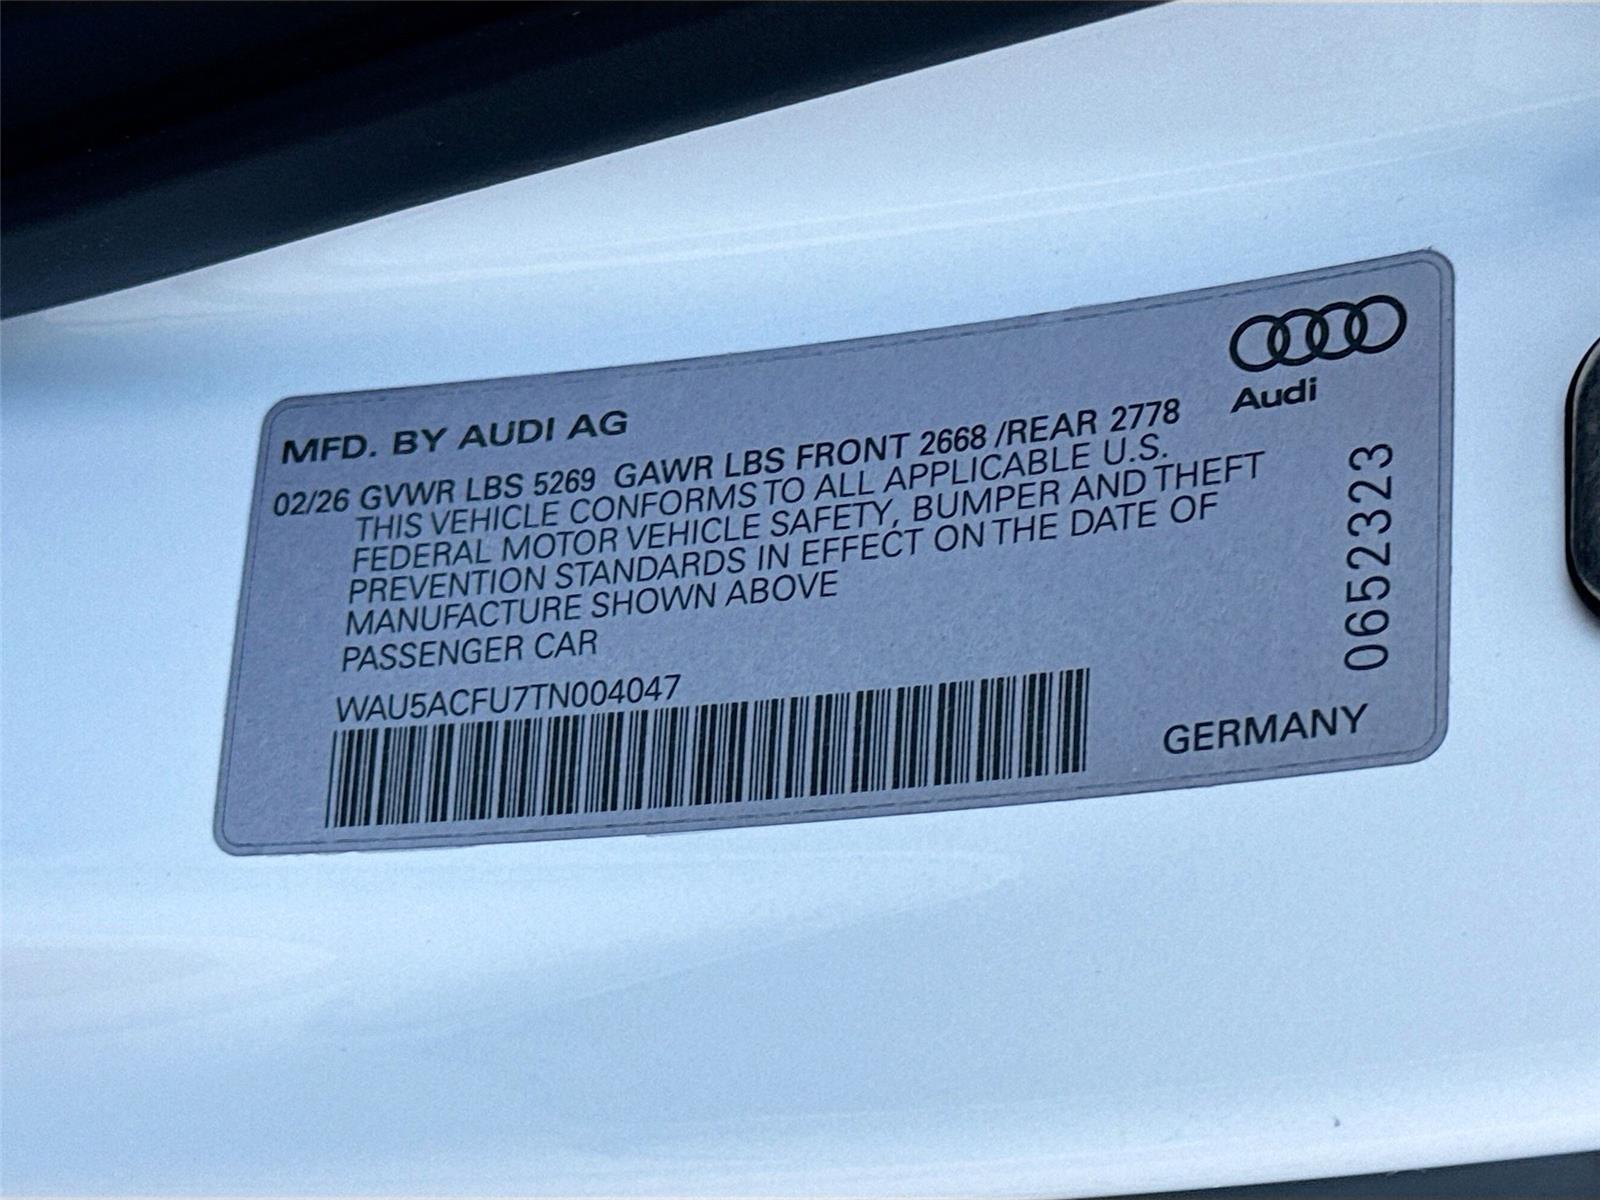 MFD. BY AUDI AG
Audi
02/26 GVWR LBS 5269 GAWR LBS FRONT 2668 /REAR 2778
THIS VEHICLE CONFORMS TO ALL APPLICABLE U.S.
FEDERAL MOTOR VEHICLE SAFETY, BUMPER AND THEFT
PREVENTION STANDARDS IN EFFECT ON THE DATE OF
MANUFACTURE SHOWN ABOVE
PASSENGER CAR
WAU5ACFU7TN004047
0652323
GERMANY